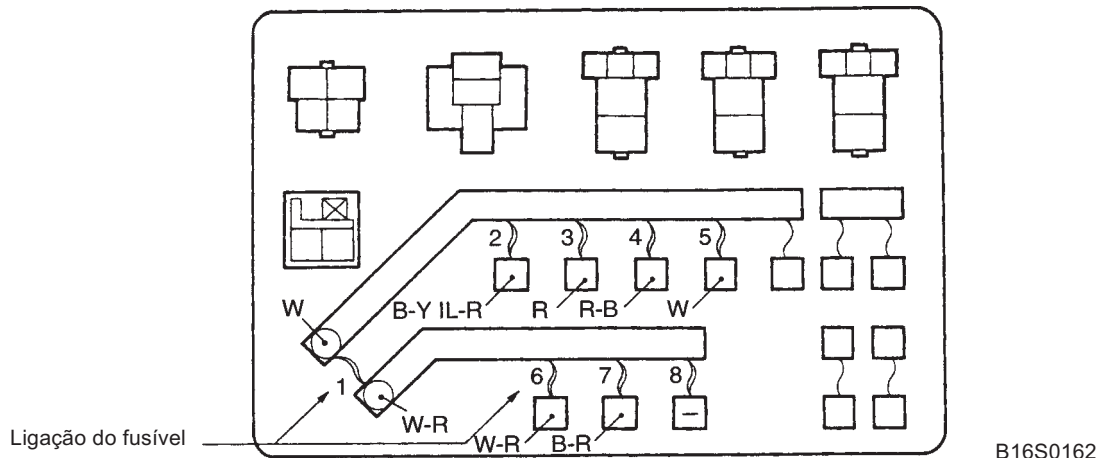 2 3 4 5
B-Y IL-R R R-B W
W
1
W-R
6 7 8
W-R B-R
Ligação do fusível
B16S0162